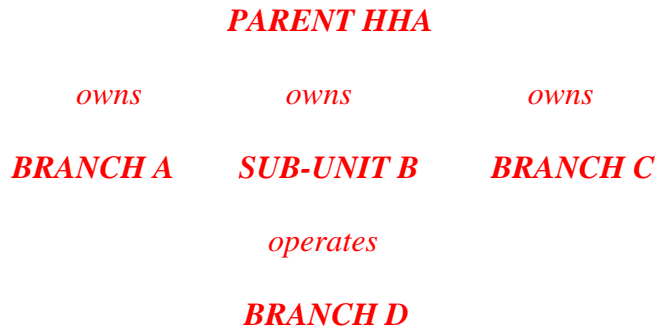 PARENT HHA
owns owns owns
BRANCH A SUB-UNIT B BRANCH C
operates
BRANCH D